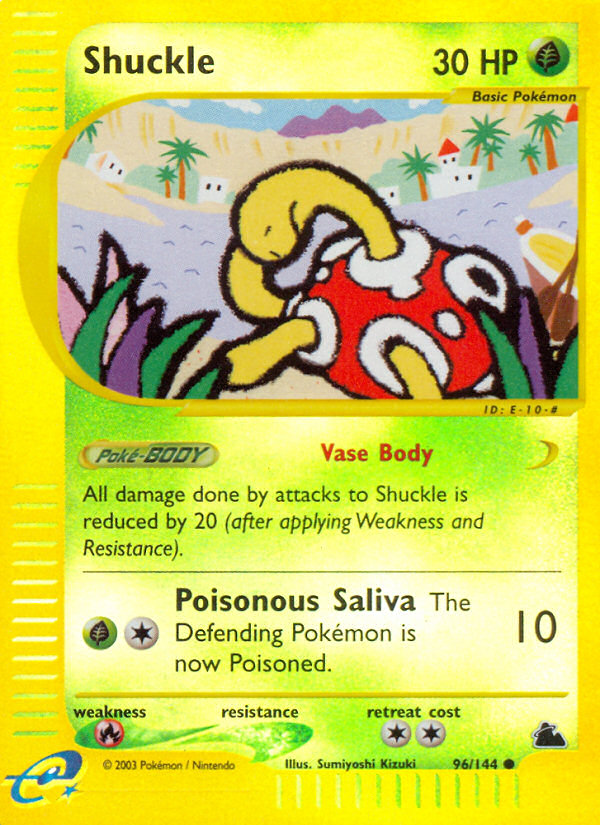 Shuckle
30 HP
Basic Pokémon
ID: E-10-#
Poké-BODY
Vase Body
All damage done by attacks to Shuckle is
reduced by 20 (after applying Weakness and
Resistance).
Poisonous Saliva The
Defending Pokémon is
now Poisoned.
10
weakness
resistance
retreat cost
© 2003 Pokémon / Nintendo
Illus. Sumiyoshi Kizuki
96/144
e